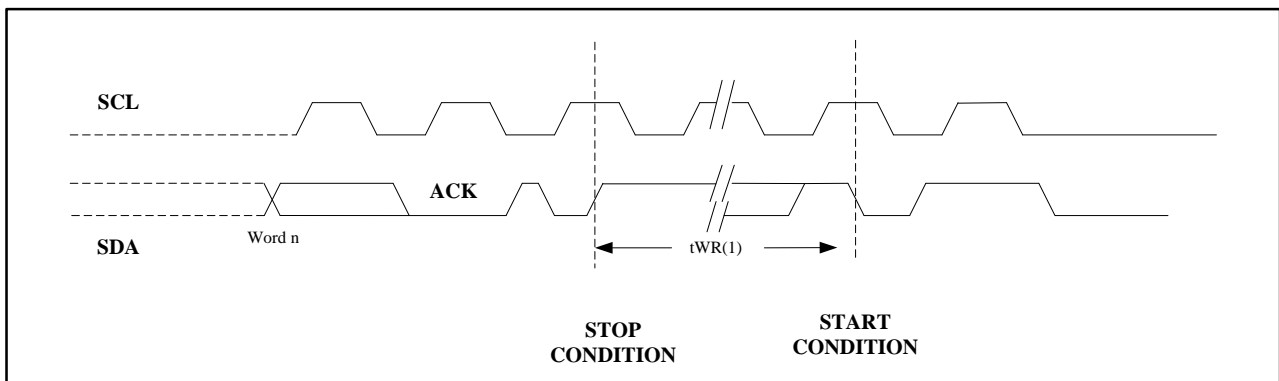 SCL
ACK
Word n
SDA
tWR(1)
STOP
CONDITION
START
CONDITION